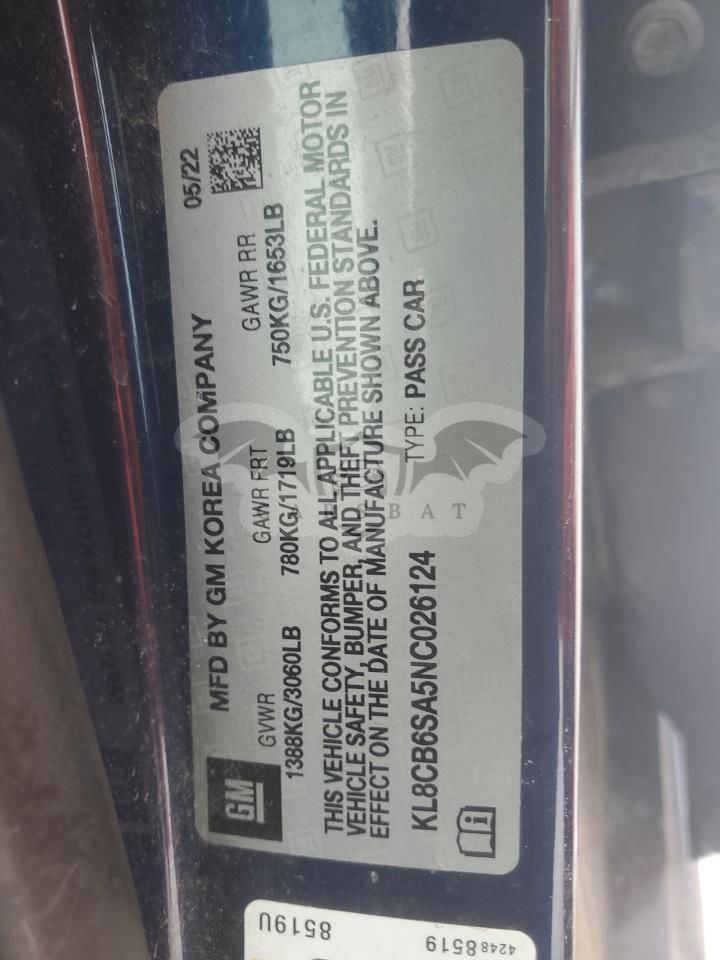 GM
MFD BY GM KOREA COMPANY
05/22
GVWR
GAWR FRT
GAWR RR
1388KG/3060LB
780KG/1719LB
750KG/1653LB
THIS VEHICLE CONFORMS TO ALL APPLICABLE U.S. FEDERAL MOTOR
VEHICLE SAFETY, BUMPER, AND THEFT PREVENTION STANDARDS IN
EFFECT ON THE DATE OF MANUFACTURE SHOWN ABOVE.
KL8CB6SA5NC026124
TYPE: PASS CAR
8519U
42488519